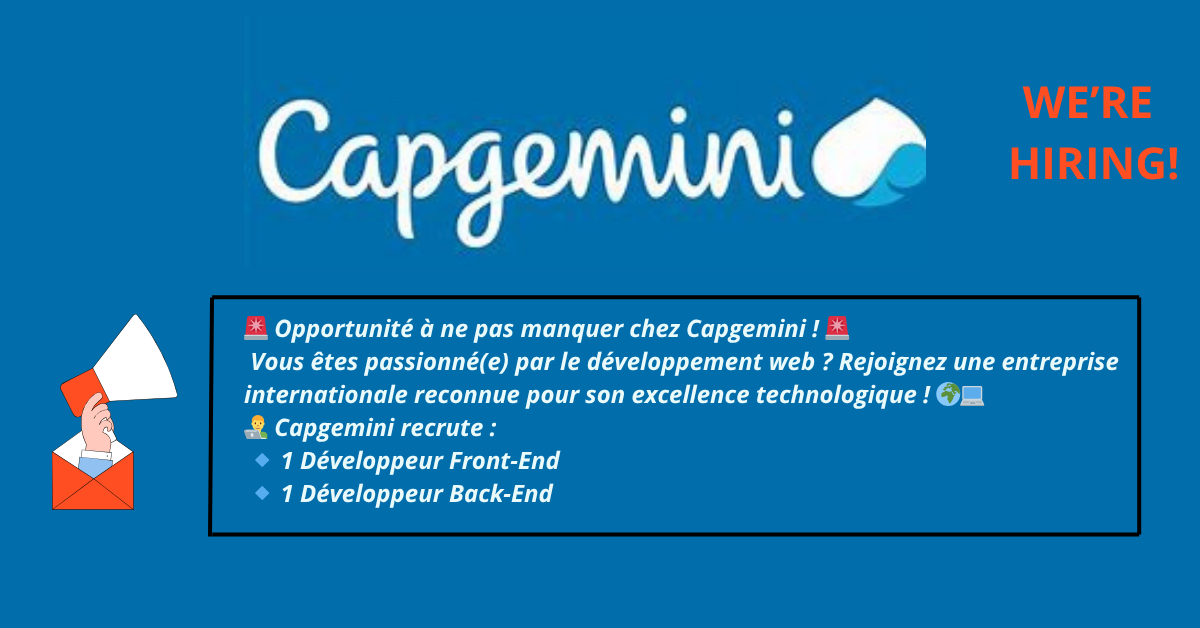 Capgemini
WE’RE
HIRING!
🚨 Opportunité à ne pas manquer chez Capgemini ! 🚨
Vous êtes passionné(e) par le développement web ? Rejoignez une entreprise
internationale reconnue pour son excellence technologique ! 🌍💻
👨‍💻 Capgemini recrute :
🔹 1 Développeur Front-End
🔹 1 Développeur Back-End